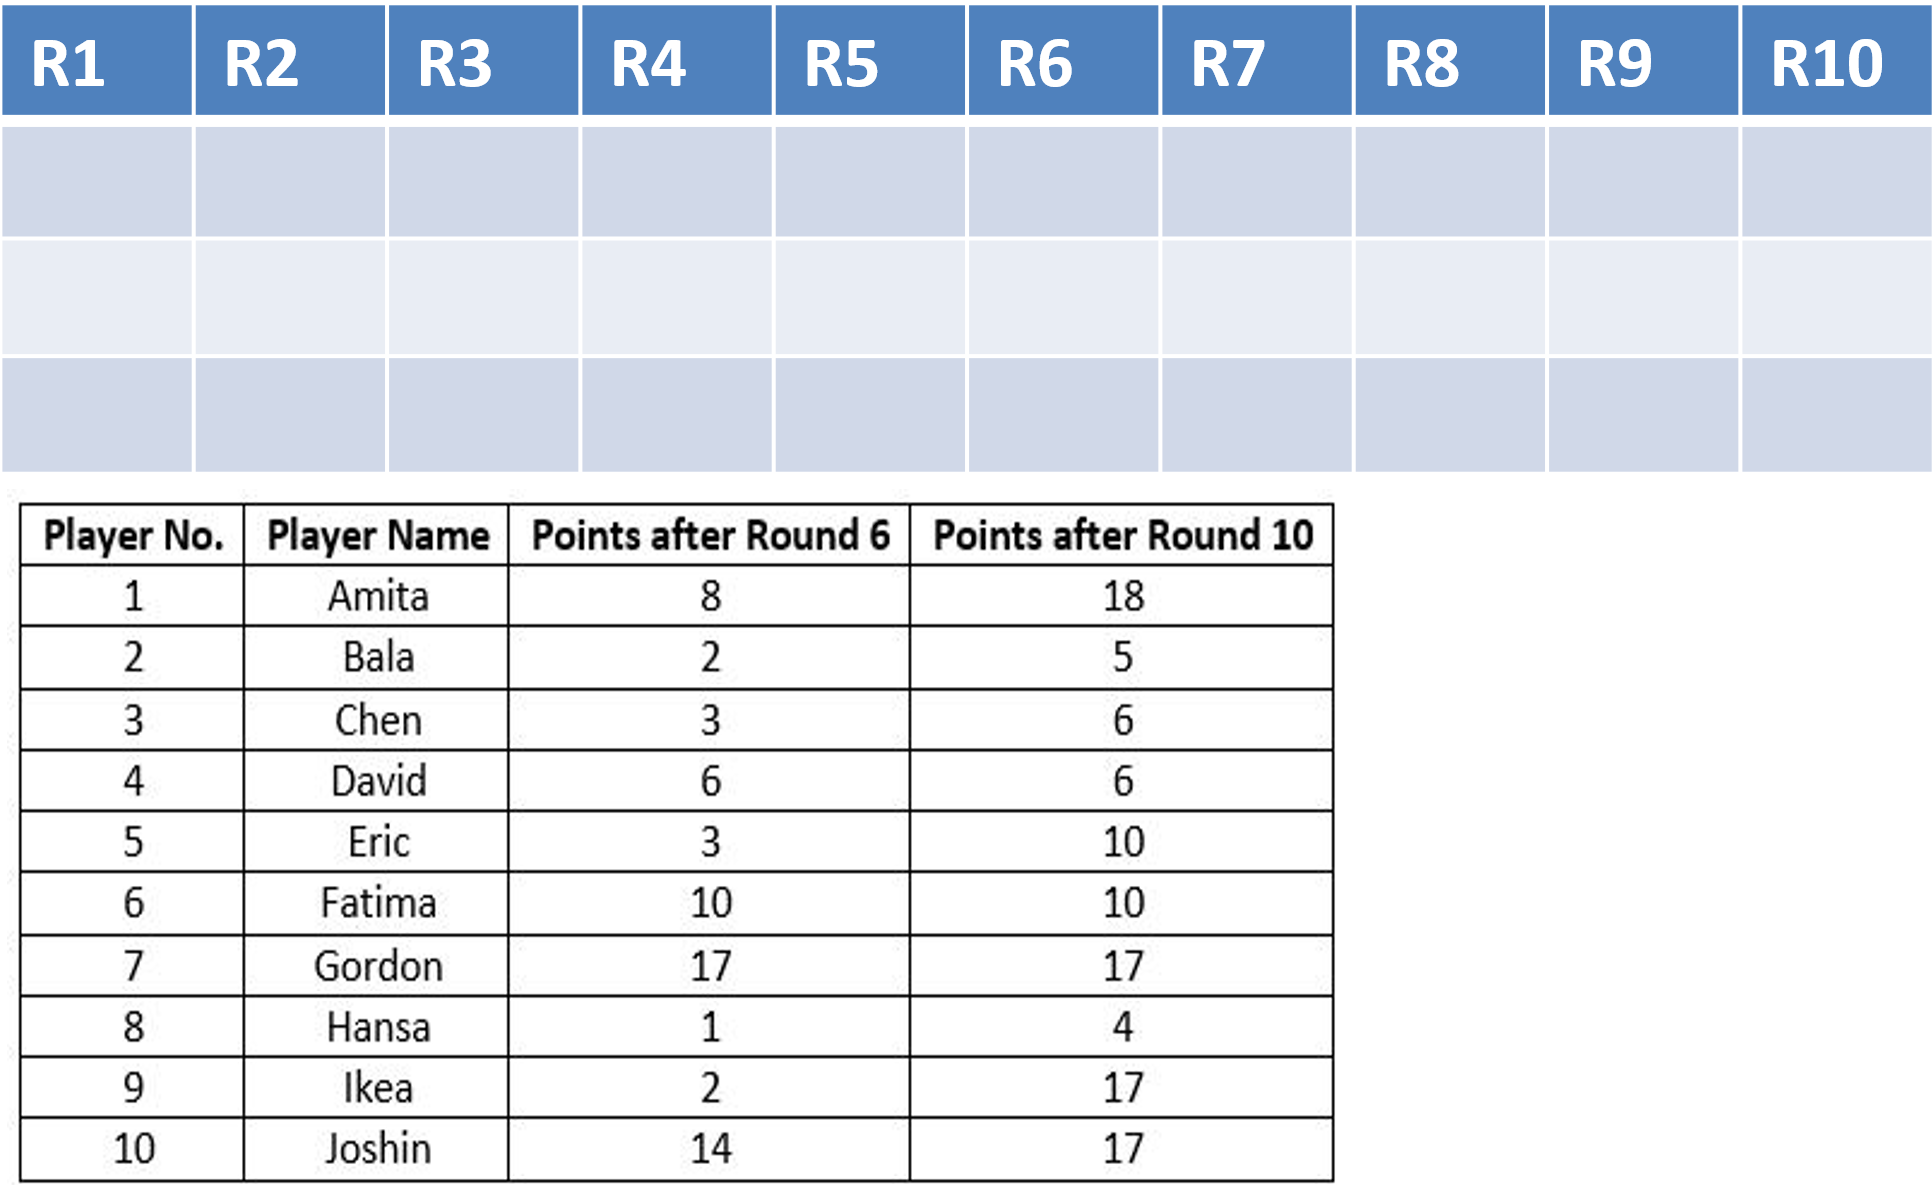 R1 R2 R3 R4 R5 R6 R7 R8 R9 R10
Player No. Player Name Points after Round 6 Points after Round 10
1 Amita 8 18
2 Bala 2 5
3 Chen 3 6
4 David 6 6
5 Eric 3 10
6 Fatima 10 10
7 Gordon 17 17
8 Hansa 1 4
9 Ikea 2 17
10 Joshin 14 17